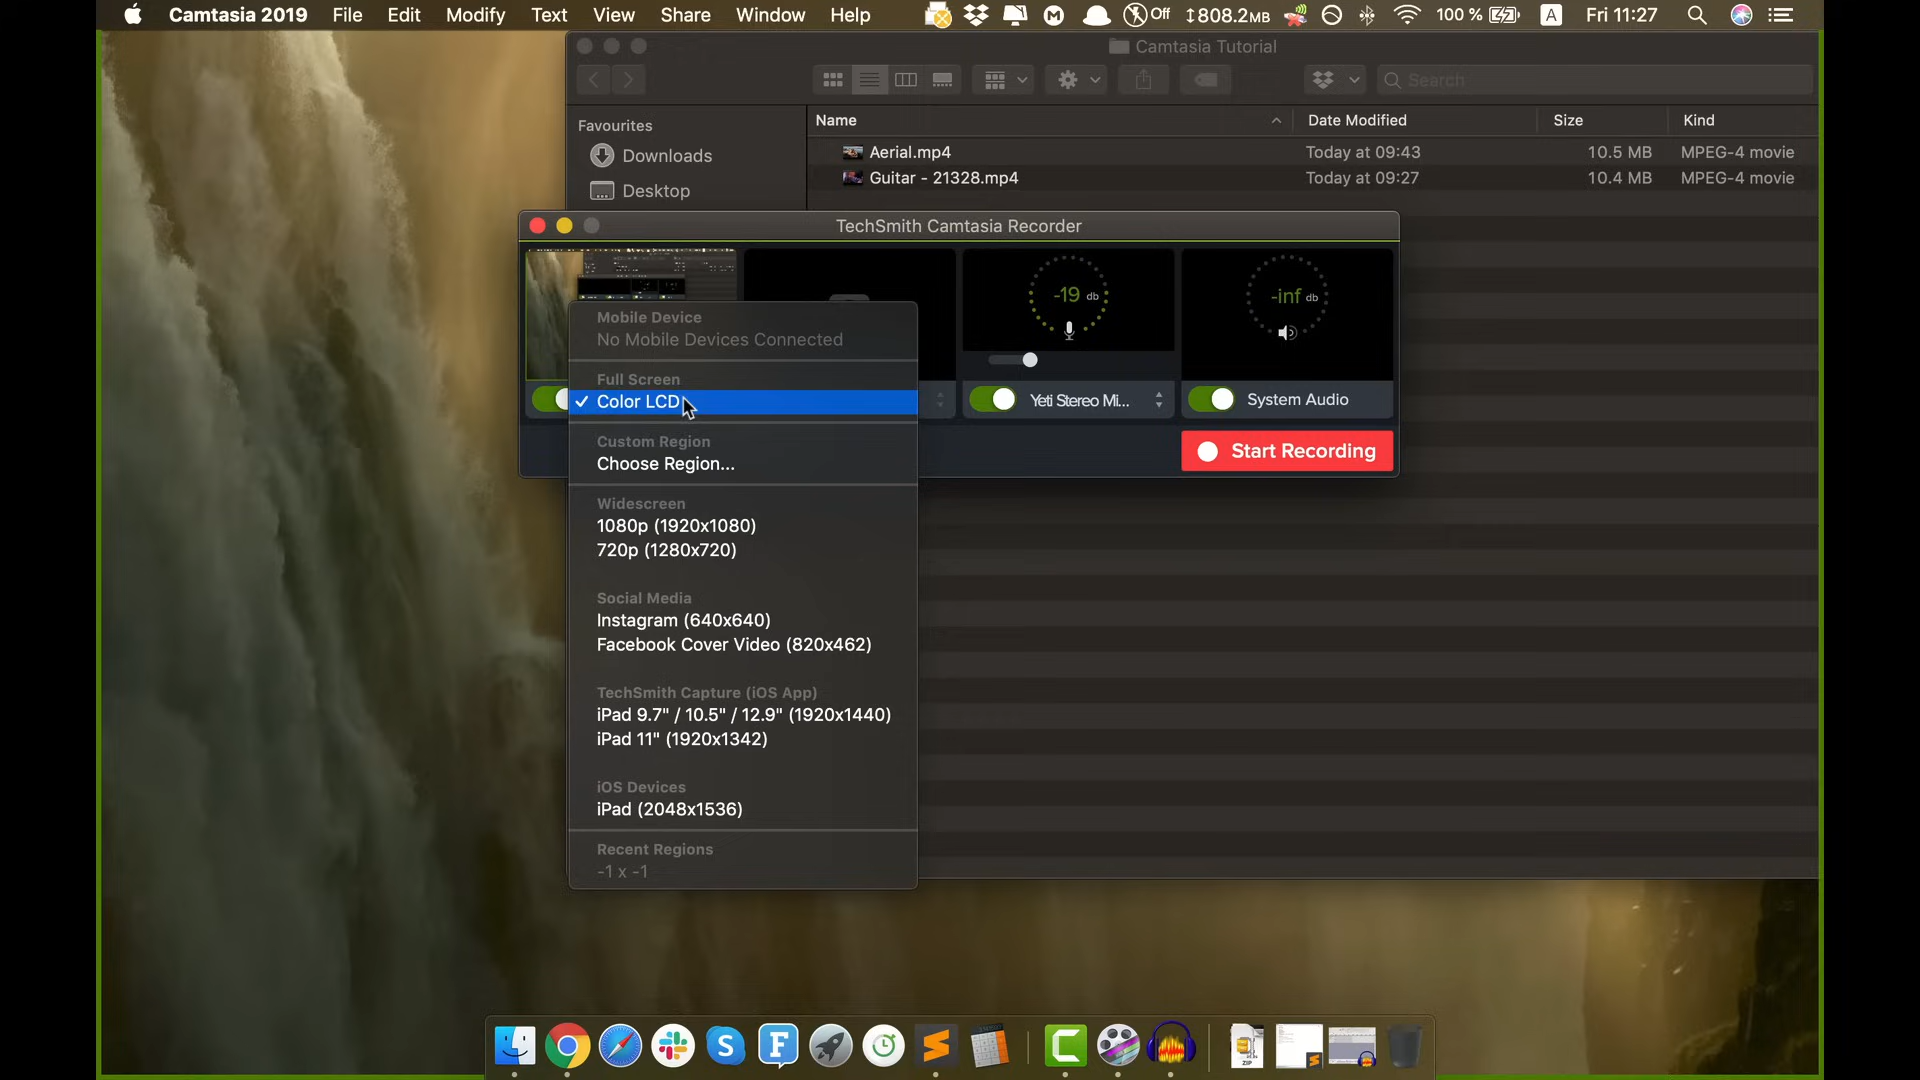 Camtasia 2019 File Edit Modify Text View Share Window Help Off 808.2MB 100 % A Fri 11:27
Camtasia Tutorial
Search
Favourites
Downloads
Desktop
Name Date Modified Size Kind
Aerial.mp4 Today at 09:43 10.5 MB MPEG-4 movie
Guitar - 21328.mp4 Today at 09:27 10.4 MB MPEG-4 movie
TechSmith Camtasia Recorder
-19 db
-inf db
Yeti Stereo Mi...
System Audio
Start Recording
Mobile Device
No Mobile Devices Connected
Full Screen
Color LCD
Custom Region
Choose Region...
Widescreen
1080p (1920x1080)
720p (1280x720)
Social Media
Instagram (640x640)
Facebook Cover Video (820x462)
TechSmith Capture (iOS App)
iPad 9.7" / 10.5" / 12.9" (1920x1440)
iPad 11" (1920x1342)
iOS Devices
iPad (2048x1536)
Recent Regions
-1 x -1
ZIP